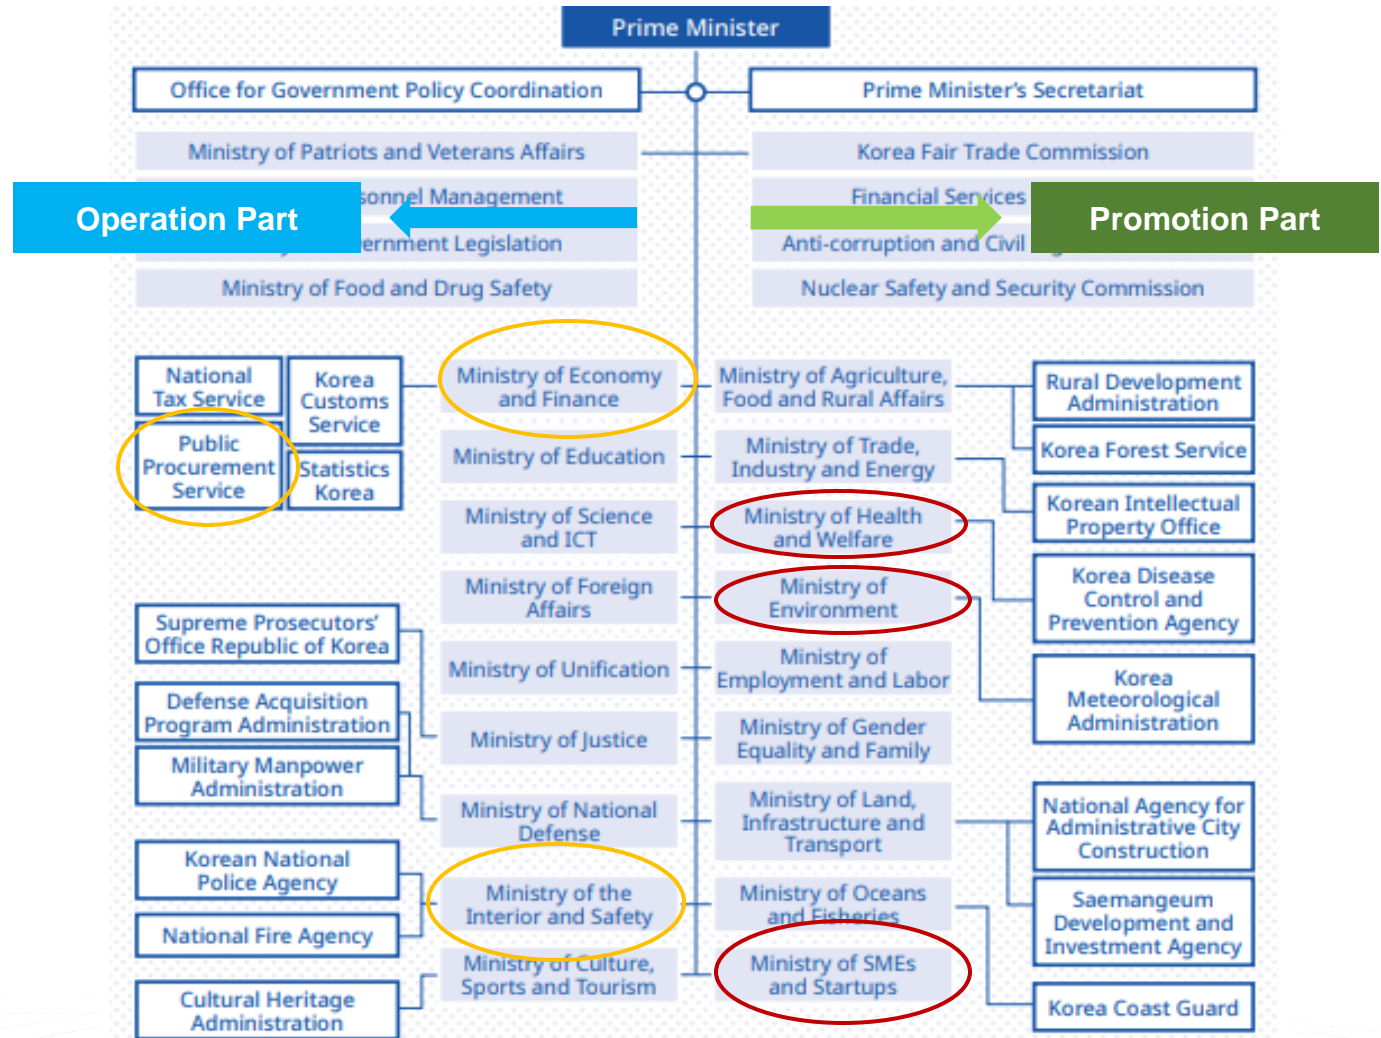 Prime Minister
Office for Government Policy Coordination
Prime Minister's Secretariat
Ministry of Patriots and Veterans Affairs
Korea Fair Trade Commission
Operation Part
sonnel Management
Financial Services
Promotion Part
ernment Legislation
Anti-corruption and Civil
Ministry of Food and Drug Safety
Nuclear Safety and Security Commission
National
Tax Service
Korea
Customs
Service
Public
Procurement
Service
Statistics
Korea
Ministry of Economy
and Finance
Ministry of Agriculture,
Food and Rural Affairs
Rural Development
Administration
Korea Forest Service
Ministry of Education
Ministry of Trade,
Industry and Energy
Korean Intellectual
Property Office
Ministry of Science
and ICT
Ministry of Health
and Welfare
Korea Disease
Control and
Prevention Agency
Ministry of Foreign
Affairs
Ministry of
Environment
Korea
Meteorological
Administration
Supreme Prosecutors'
Office Republic of Korea
Ministry of Unification
Ministry of
Employment and Labor
Defense Acquisition
Program Administration
Military Manpower
Administration
Ministry of Justice
Ministry of Gender
Equality and Family
Ministry of National
Defense
Ministry of Land,
Infrastructure and
Transport
National Agency for
Administrative City
Construction
Saemangeum
Development and
Investment Agency
Korean National
Police Agency
National Fire Agency
Ministry of the
Interior and Safety
Ministry of Oceans
and Fisheries
Korea Coast Guard
Cultural Heritage
Administration
Ministry of Culture,
Sports and Tourism
Ministry of SMEs
and Startups